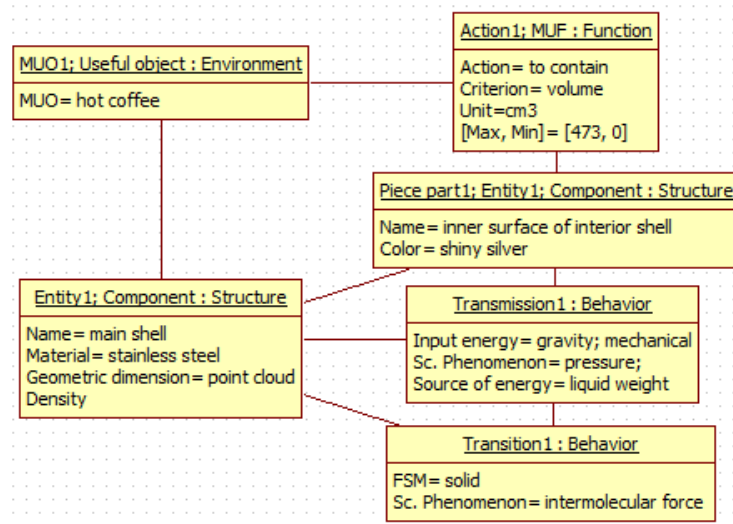 Action1; MUF : Function
Action= to contain
Criterion= volume
Unit=cm3
[Max, Min]= [473, 0]
MUO1; Useful object : Environment
MUO= hot coffee
Piece part1; Entity1; Component : Structure
Name= inner surface of interior shell
Color= shiny silver
Entity1; Component : Structure
Name= main shell
Material= stainless steel
Geometric dimension= point cloud
Density
Transmission1 : Behavior
Input energy= gravity; mechanical
Sc. Phenomenon= pressure;
Source of energy= liquid weight
Transition1 : Behavior
FSM= solid
Sc. Phenomenon= intermolecular force